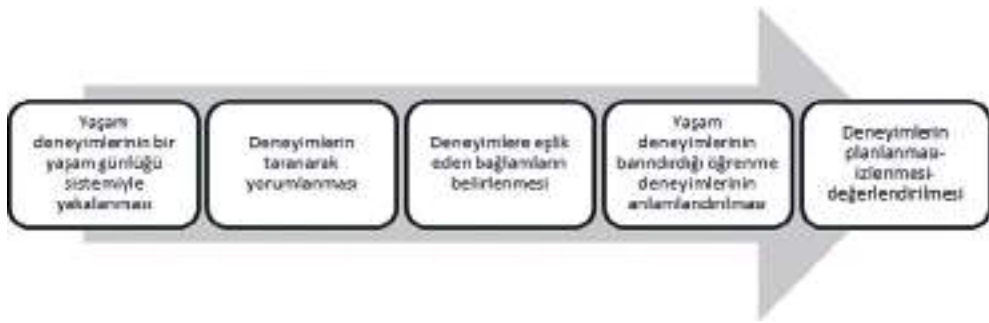 Yaşam
deneyimlerinin bir
yaşam günlüğü
sistemiyle
yakalanması
Deneyimlerin
taranarak
yorumlanması
Deneyimlere eşlik
eden bağlamların
belirlenmesi
Yaşam
deneyimlerinin
barındırdığı öğrenme
deneyimlerinin
anlamlandırılması
Deneyimlerin
planlanması-
izlenmesi-
değerlendirilmesi